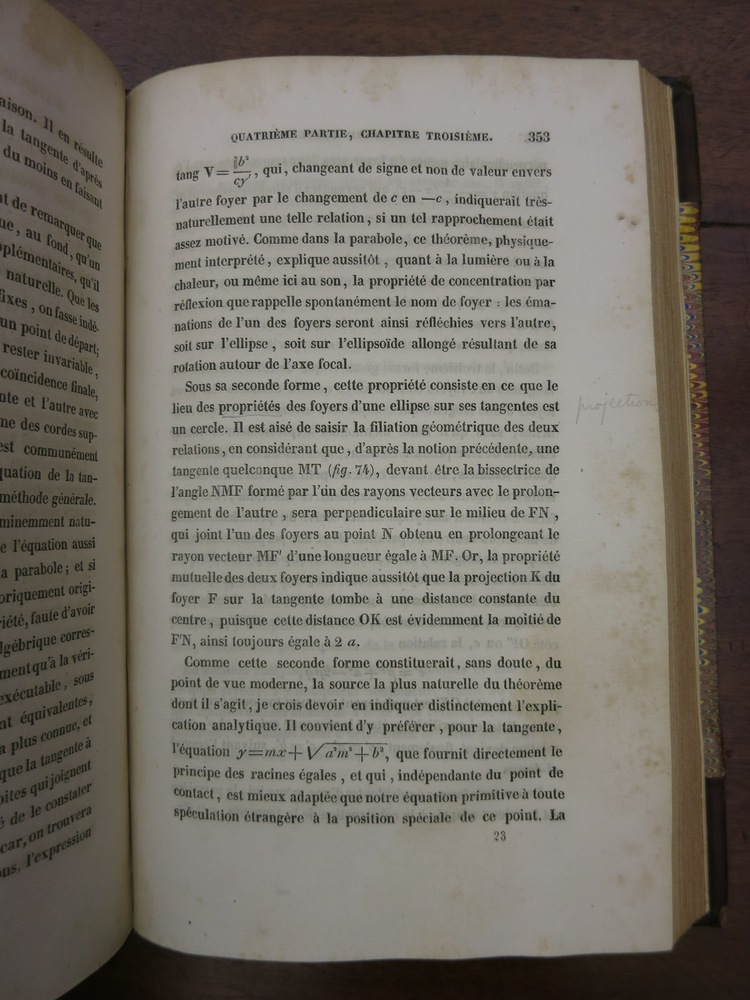 aison. Il en résulte
la tangente d'après
du moins en faisant
t de remarquer que
ne, au fond, qu'un
pplémentaires, qu'il
naturelle. Que les
fixes, on fasse indé-
un point de départ;
rester invariable,
coïncidence finale,
nte et l'autre avec
ne des cordes sup-
est communément
quation de la tan-
méthode générale.
minemment natu-
e l'équation aussi
a parabole; et si
oriquement origi-
riété, faute d'avoir
lgébrique corres-
ment qu'à la véri-
exécutable, sous
nt équivalentes,
a plus connue, et
que la tangente à
oites qui joignent
é de le constater
car, on trouvera
ns, l'expression
QUATRIÈME PARTIE, CHAPITRE TROISIÈME. 353
tang V = b²/cy', qui, changeant de signe et non de valeur envers
l'autre foyer par le changement de c en —c, indiquerait très-
naturellement une telle relation, si un tel rapprochement était
assez motivé. Comme dans la parabole, ce théorème, physique-
ment interprété, explique aussitôt, quant à la lumière ou à la
chaleur, ou même ici au son, la propriété de concentration par
réflexion que rappelle spontanément le nom de foyer : les éma-
nations de l'un des foyers seront ainsi réfléchies vers l'autre,
soit sur l'ellipse, soit sur l'ellipsoïde allongé résultant de sa
rotation autour de l'axe focal.
Sous sa seconde forme, cette propriété consiste en ce que le
lieu des propriétés des foyers d'une ellipse sur ses tangentes est
projections
un cercle. Il est aisé de saisir la filiation géométrique des deux
relations, en considérant que, d'après la notion précédente, une
tangente quelconque MT (fig. 74), devant être la bissectrice de
l'angle NMF formé par l'un des rayons vecteurs avec le prolon-
gement de l'autre, sera perpendiculaire sur le milieu de FN,
qui joint l'un des foyers au point N obtenu en prolongeant le
rayon vecteur MF' d'une longueur égale à MF. Or, la propriété
mutuelle des deux foyers indique aussitôt que la projection K du
foyer F sur la tangente tombe à une distance constante du
centre, puisque cette distance OK est évidemment la moitié de
F'N, ainsi toujours égale à 2 a.
Comme cette seconde forme constituerait, sans doute, du
point de vue moderne, la source la plus naturelle du théorème
dont il s'agit, je crois devoir en indiquer distinctement l'expli-
cation analytique. Il convient d'y préférer, pour la tangente,
l'équation y=mx+√a²m²+b², que fournit directement le
principe des racines égales, et qui, indépendante du point de
contact, est mieux adaptée que notre équation primitive à toute
spéculation étrangère à la position spéciale de ce point. La
23